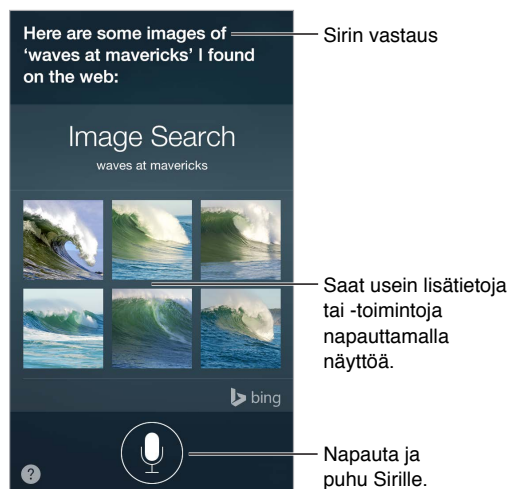 Here are some images of
‘waves at mavericks’ I found
on the web:
Sirin vastaus
Image Search
waves at mavericks
Saat usein lisätietoja
tai -toimintoja
napauttamalla
näyttöä.
bing
?
Napauta ja
puhu Sirille.